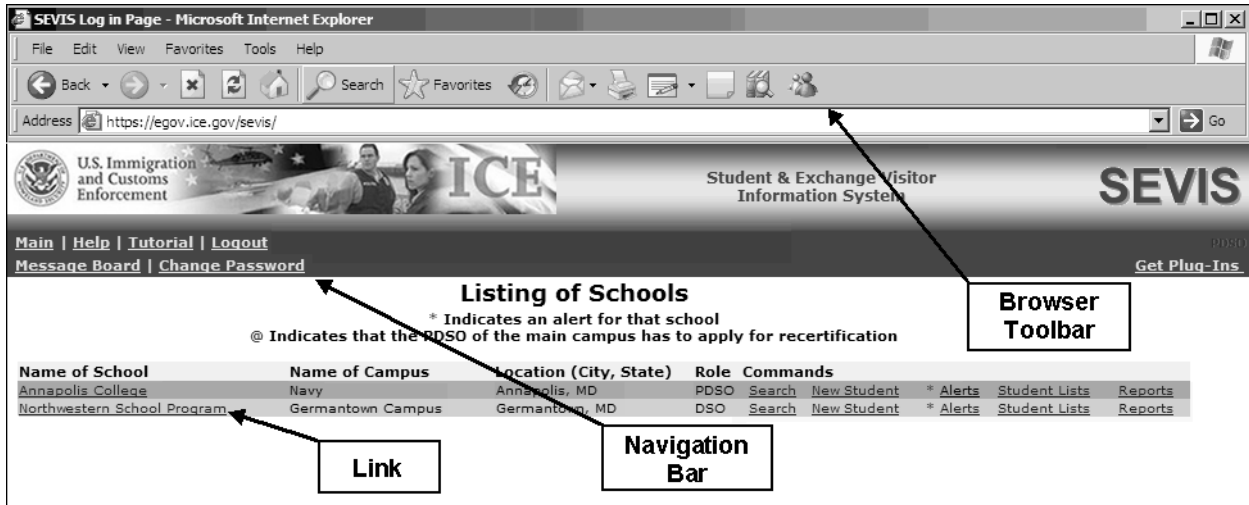 SEVIS Log in Page - Microsoft Internet Explorer
File Edit View Favorites Tools Help
Back Search Favorites
Address https://egov.ice.gov/sevis/ Go
U.S. Immigration
and Customs
Enforcement
ICE
Student & Exchange Visitor
Information System
SEVIS
Main | Help | Tutorial | Logout PDSO
Message Board | Change Password Get Plug-Ins
Listing of Schools
* Indicates an alert for that school
@ Indicates that the PDSO of the main campus has to apply for recertification
Browser
Toolbar
Name of School Name of Campus Location (City, State) Role Commands
Annapolis College Navy Annapolis, MD PDSO Search New Student * Alerts Student Lists Reports
Northwestern School Program Germantown Campus Germantown, MD DSO Search New Student * Alerts Student Lists Reports
Link
Navigation
Bar